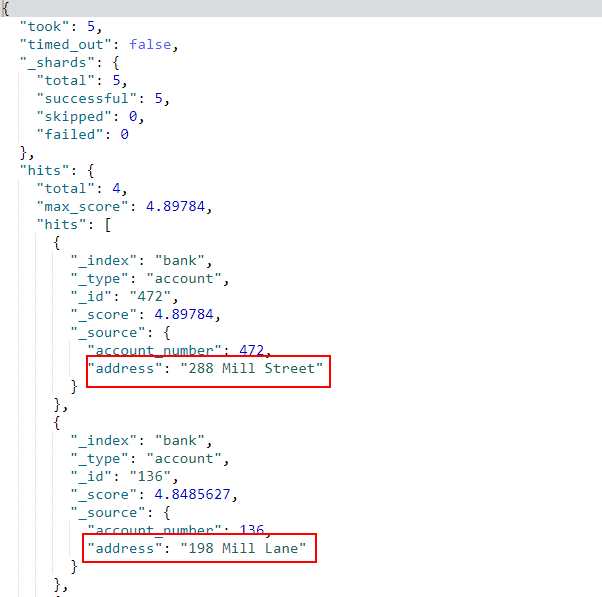 {
"took": 5,
"timed_out": false,
"_shards": {
"total": 5,
"successful": 5,
"skipped": 0,
"failed": 0
},
"hits": {
"total": 4,
"max_score": 4.89784,
"hits": [
{
"_index": "bank",
"_type": "account",
"_id": "472",
"_score": 4.89784,
"_source": {
"account_number": 472,
"address": "288 Mill Street"
}
},
{
"_index": "bank",
"_type": "account",
"_id": "136",
"_score": 4.8485627,
"_source": {
"account_number": 136,
"address": "198 Mill Lane"
}
},